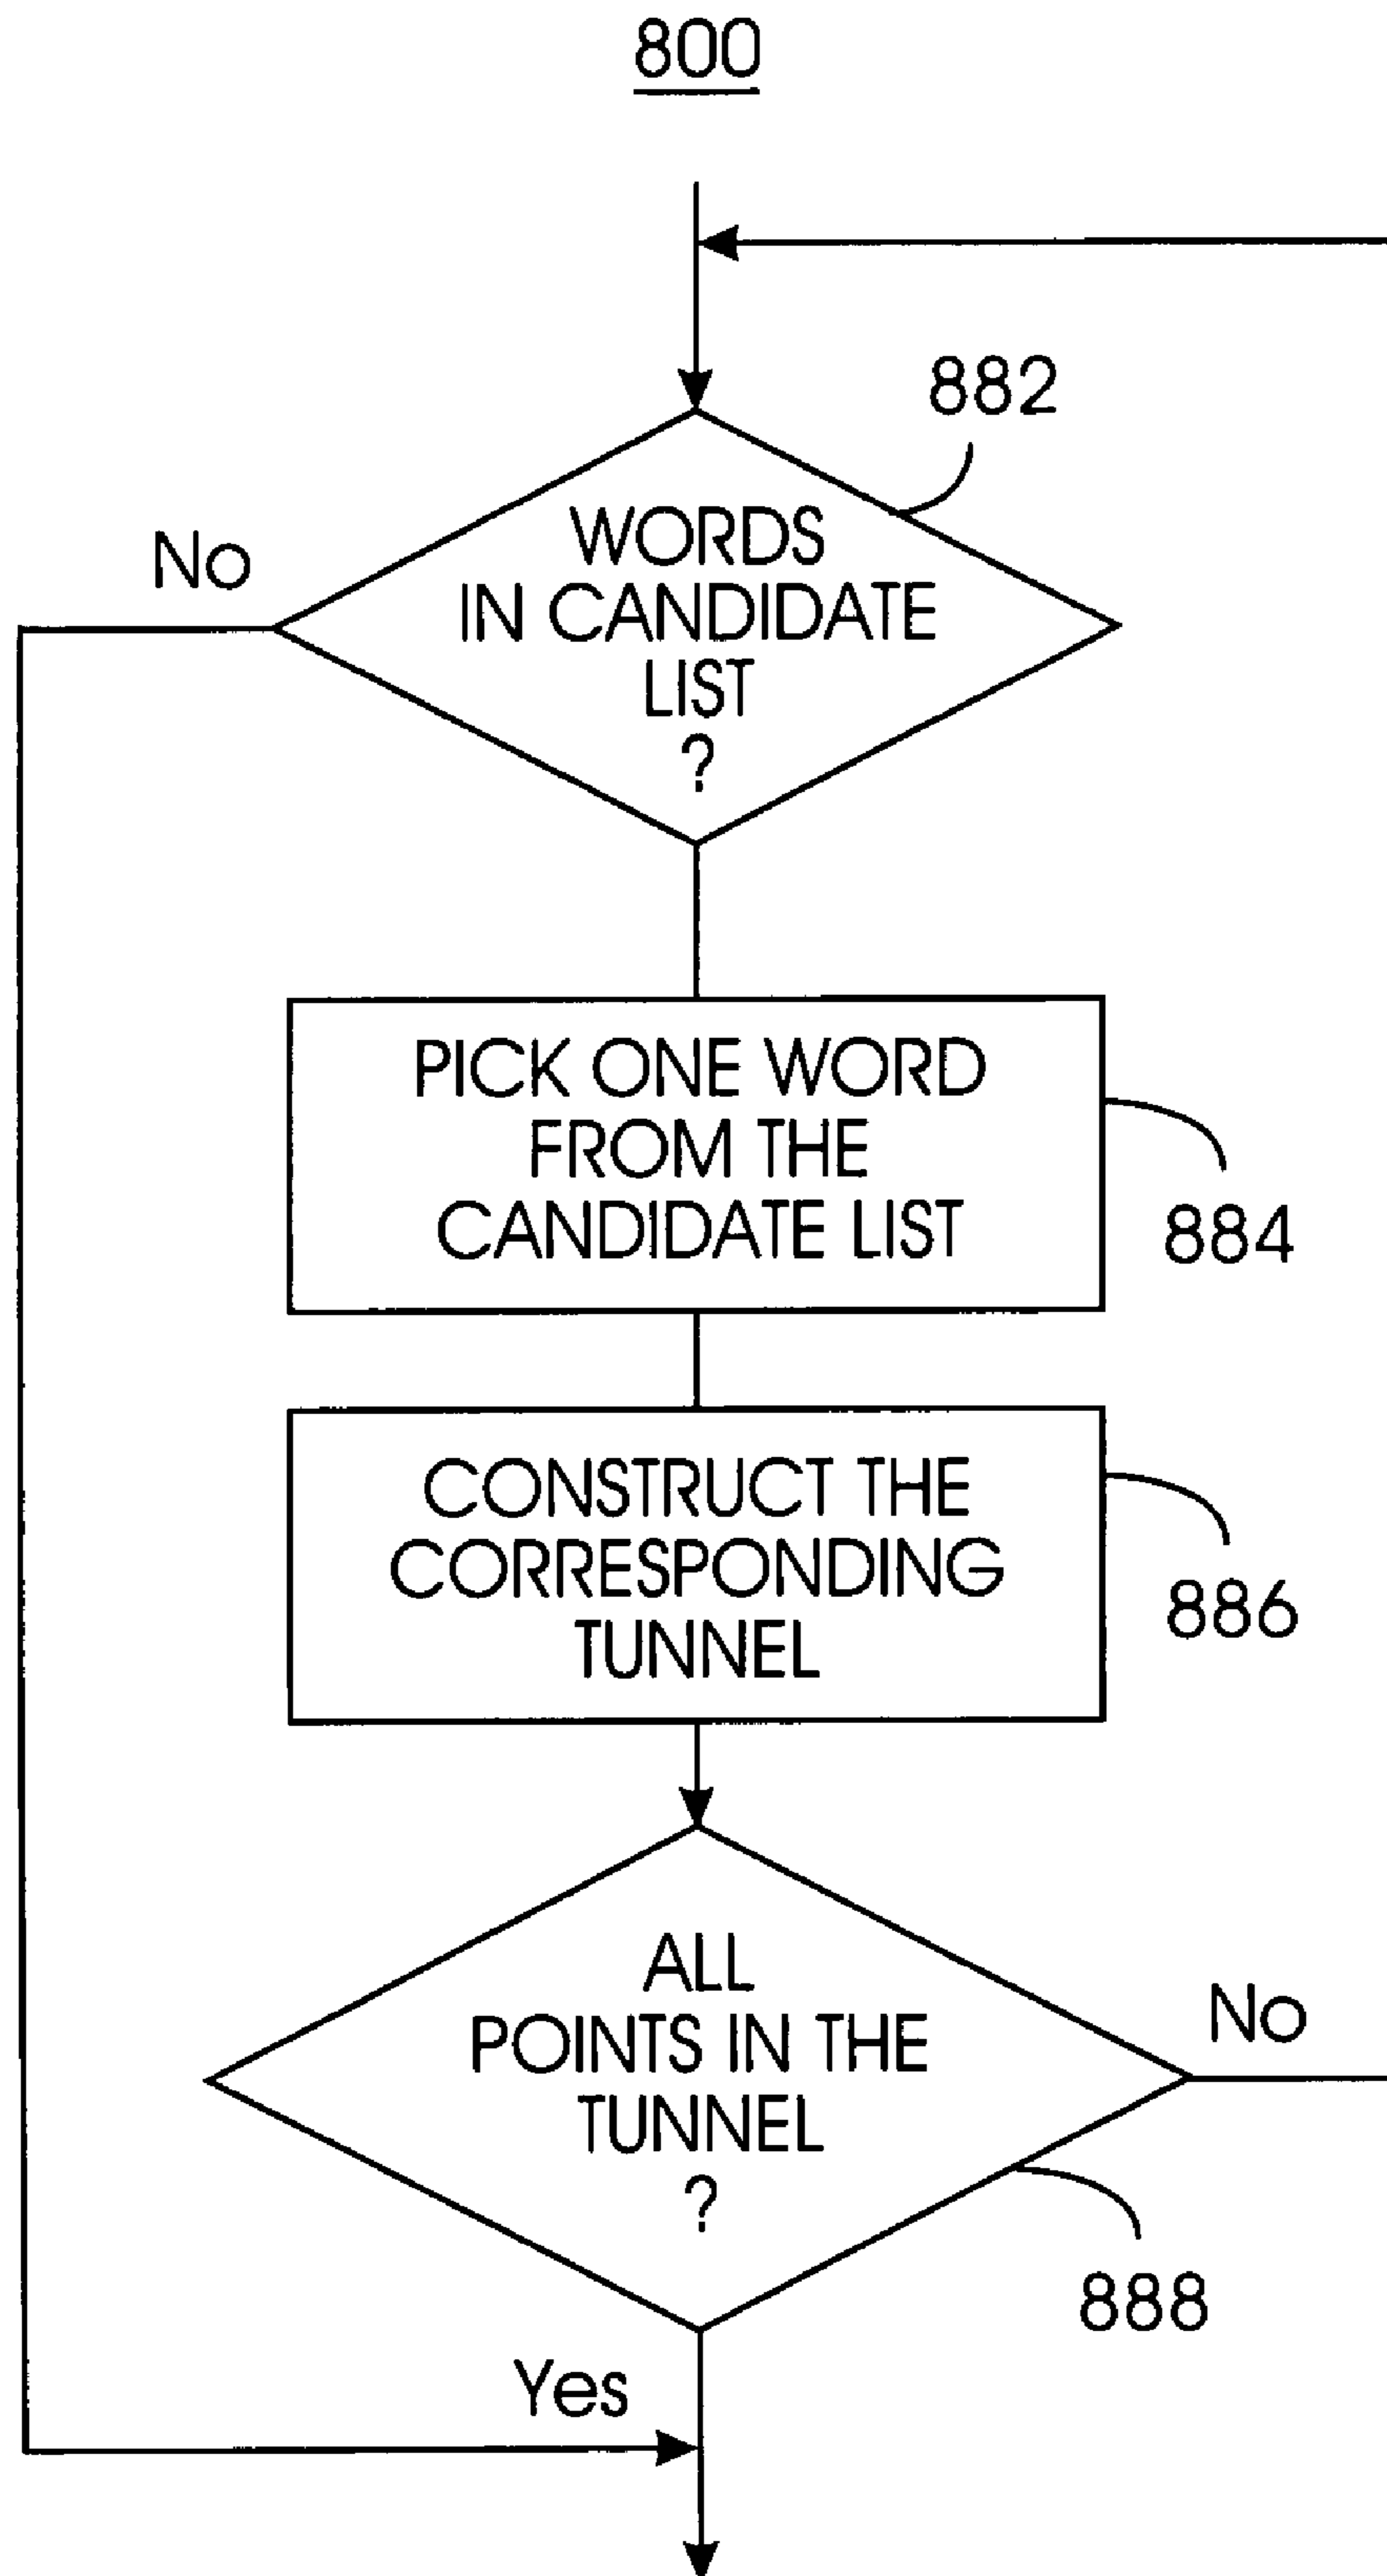 800
882
No
WORDS
IN CANDIDATE
LIST
?
PICK ONE WORD
FROM THE
CANDIDATE LIST
884
CONSTRUCT THE
CORRESPONDING
TUNNEL
886
ALL
POINTS IN THE
TUNNEL
?
No
888
Yes